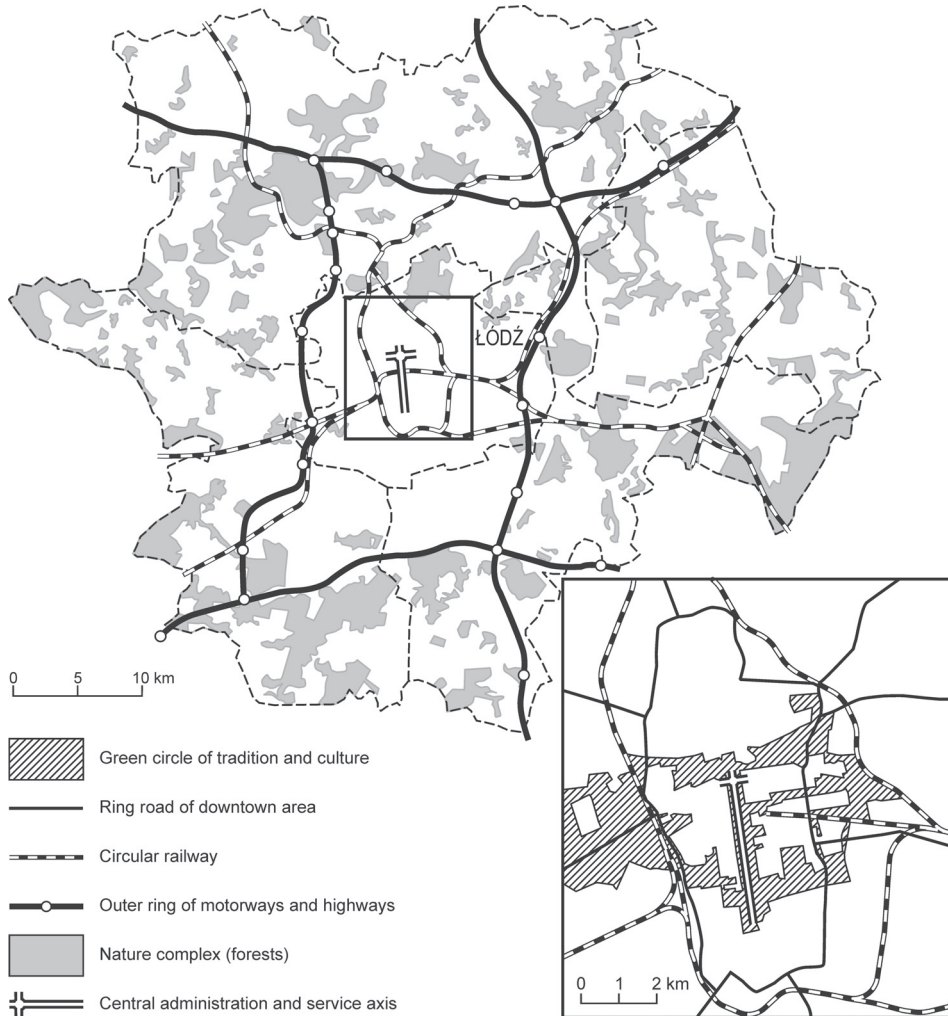 ŁÓDŹ
0 5 10 km
Green circle of tradition and culture
Ring road of downtown area
Circular railway
Outer ring of motorways and highways
Nature complex (forests)
Central administration and service axis
0 1 2 km